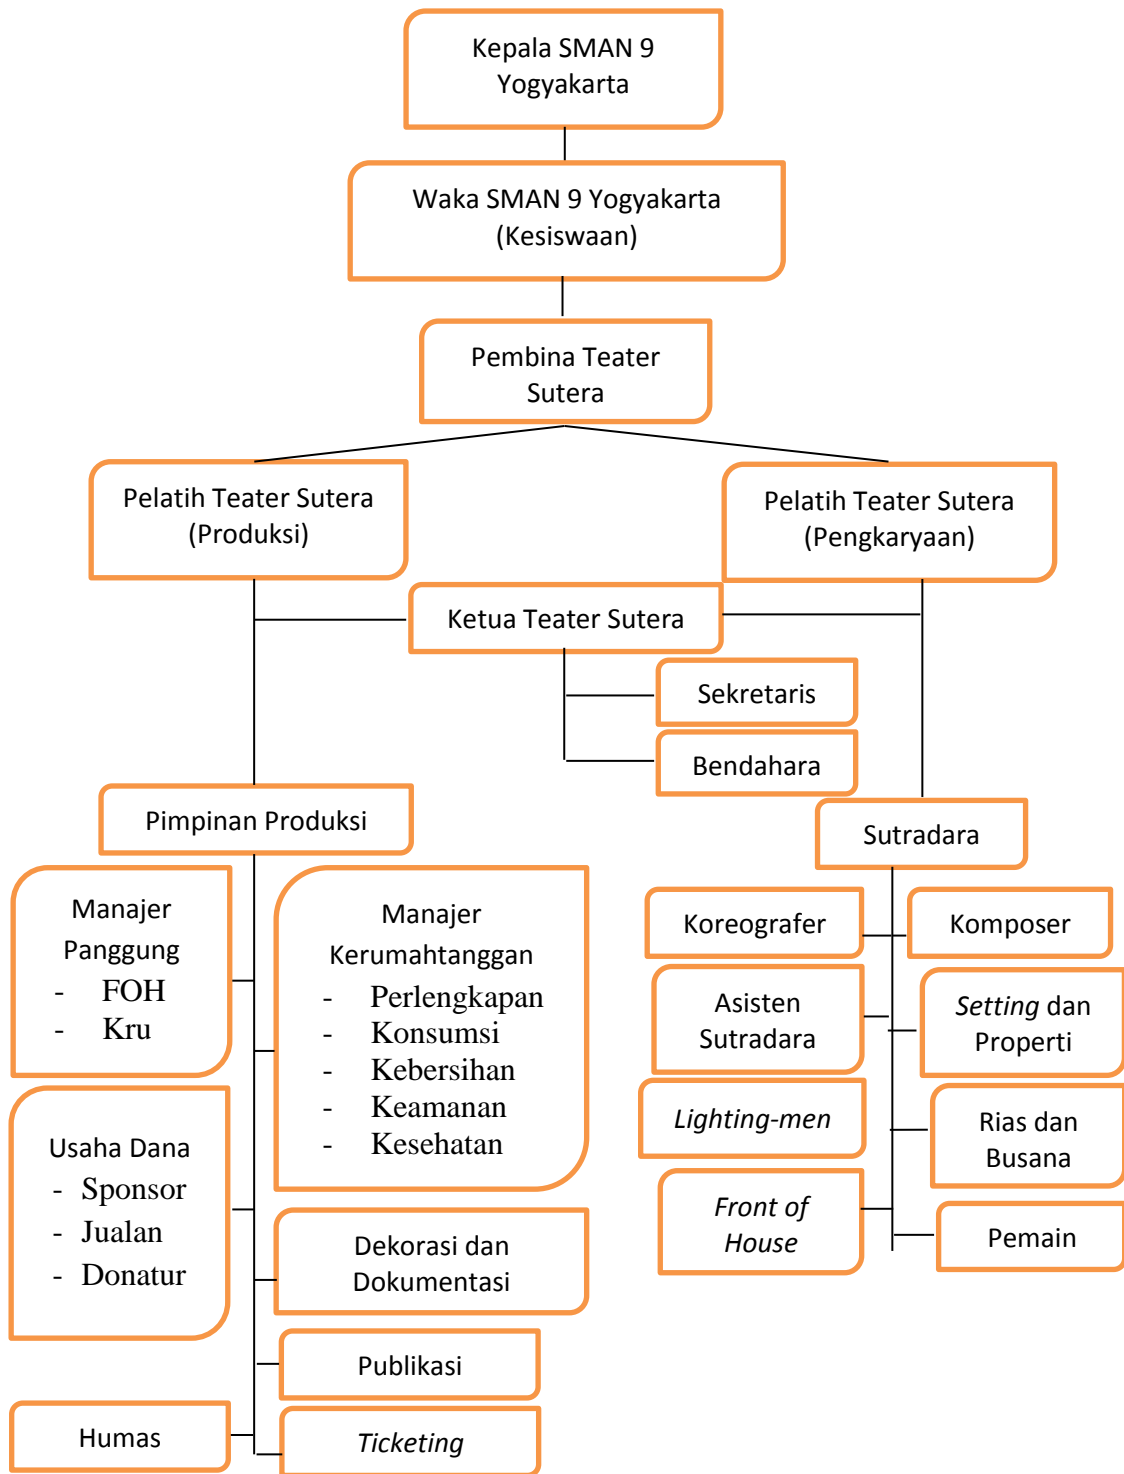 Kepala SMAN 9
Yogyakarta
Waka SMAN 9 Yogyakarta
(Kesiswaan)
Pembina Teater
Sutera
Pelatih Teater Sutera
(Produksi)
Pelatih Teater Sutera
(Pengkaryaan)
Ketua Teater Sutera
Sekretaris
Bendahara
Pimpinan Produksi
Manajer
Panggung
- FOH
- Kru
Manajer
Kerumahtanggan
- Perlengkapan
- Konsumsi
- Kebersihan
- Keamanan
- Kesehatan
Usaha Dana
- Sponsor
- Jualan
- Donatur
Dekorasi dan
Dokumentasi
Publikasi
Humas
Ticketing
Sutradara
Koreografer
Komposer
Asisten
Sutradara
Setting dan
Properti
Lighting-men
Rias dan
Busana
Front of
House
Pemain